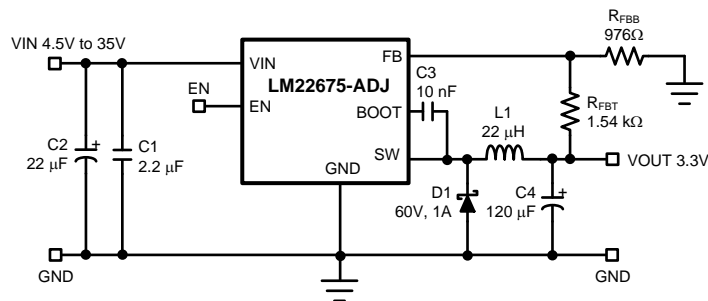 R_FBB
976Ω
VIN 4.5V to 35V
VIN
FB
LM22675-ADJ
C3
10 nF
EN
EN
BOOT
R_FBT
1.54 kΩ
L1
22 μH
C2
22 μF
+
C1
2.2 μF
SW
VOUT 3.3V
GND
D1
60V, 1A
C4
120 μF
+
GND
GND